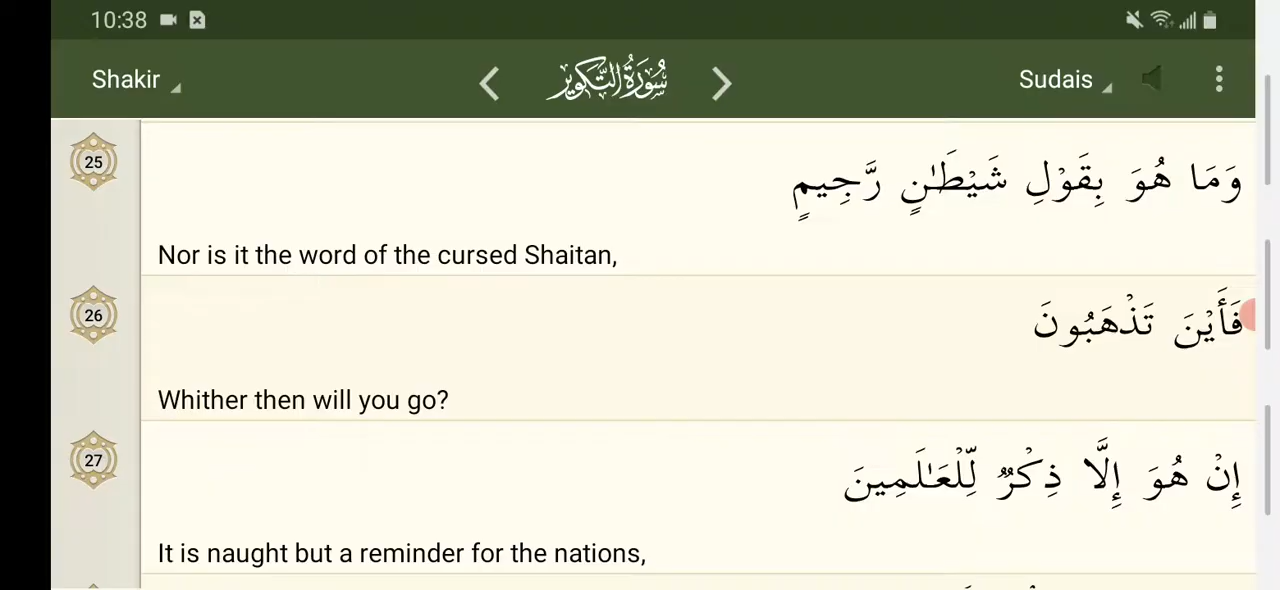 10:38
Shakir
سُورَةُ التَّكْوِير
Sudais
25
وَمَا هُوَ بِقَوْلِ شَيْطَـٰنٍ رَّجِيمٍ
Nor is it the word of the cursed Shaitan,
26
فَأَيْنَ تَذْهَبُونَ
Whither then will you go?
27
إِنْ هُوَ إِلَّا ذِكْرٌ لِّلْعَـٰلَمِينَ
It is naught but a reminder for the nations,